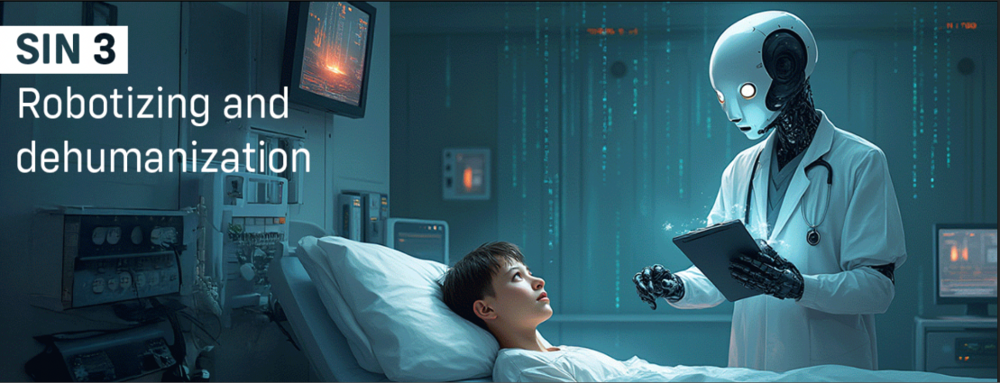 SIN 3
Robotizing and
dehumanization